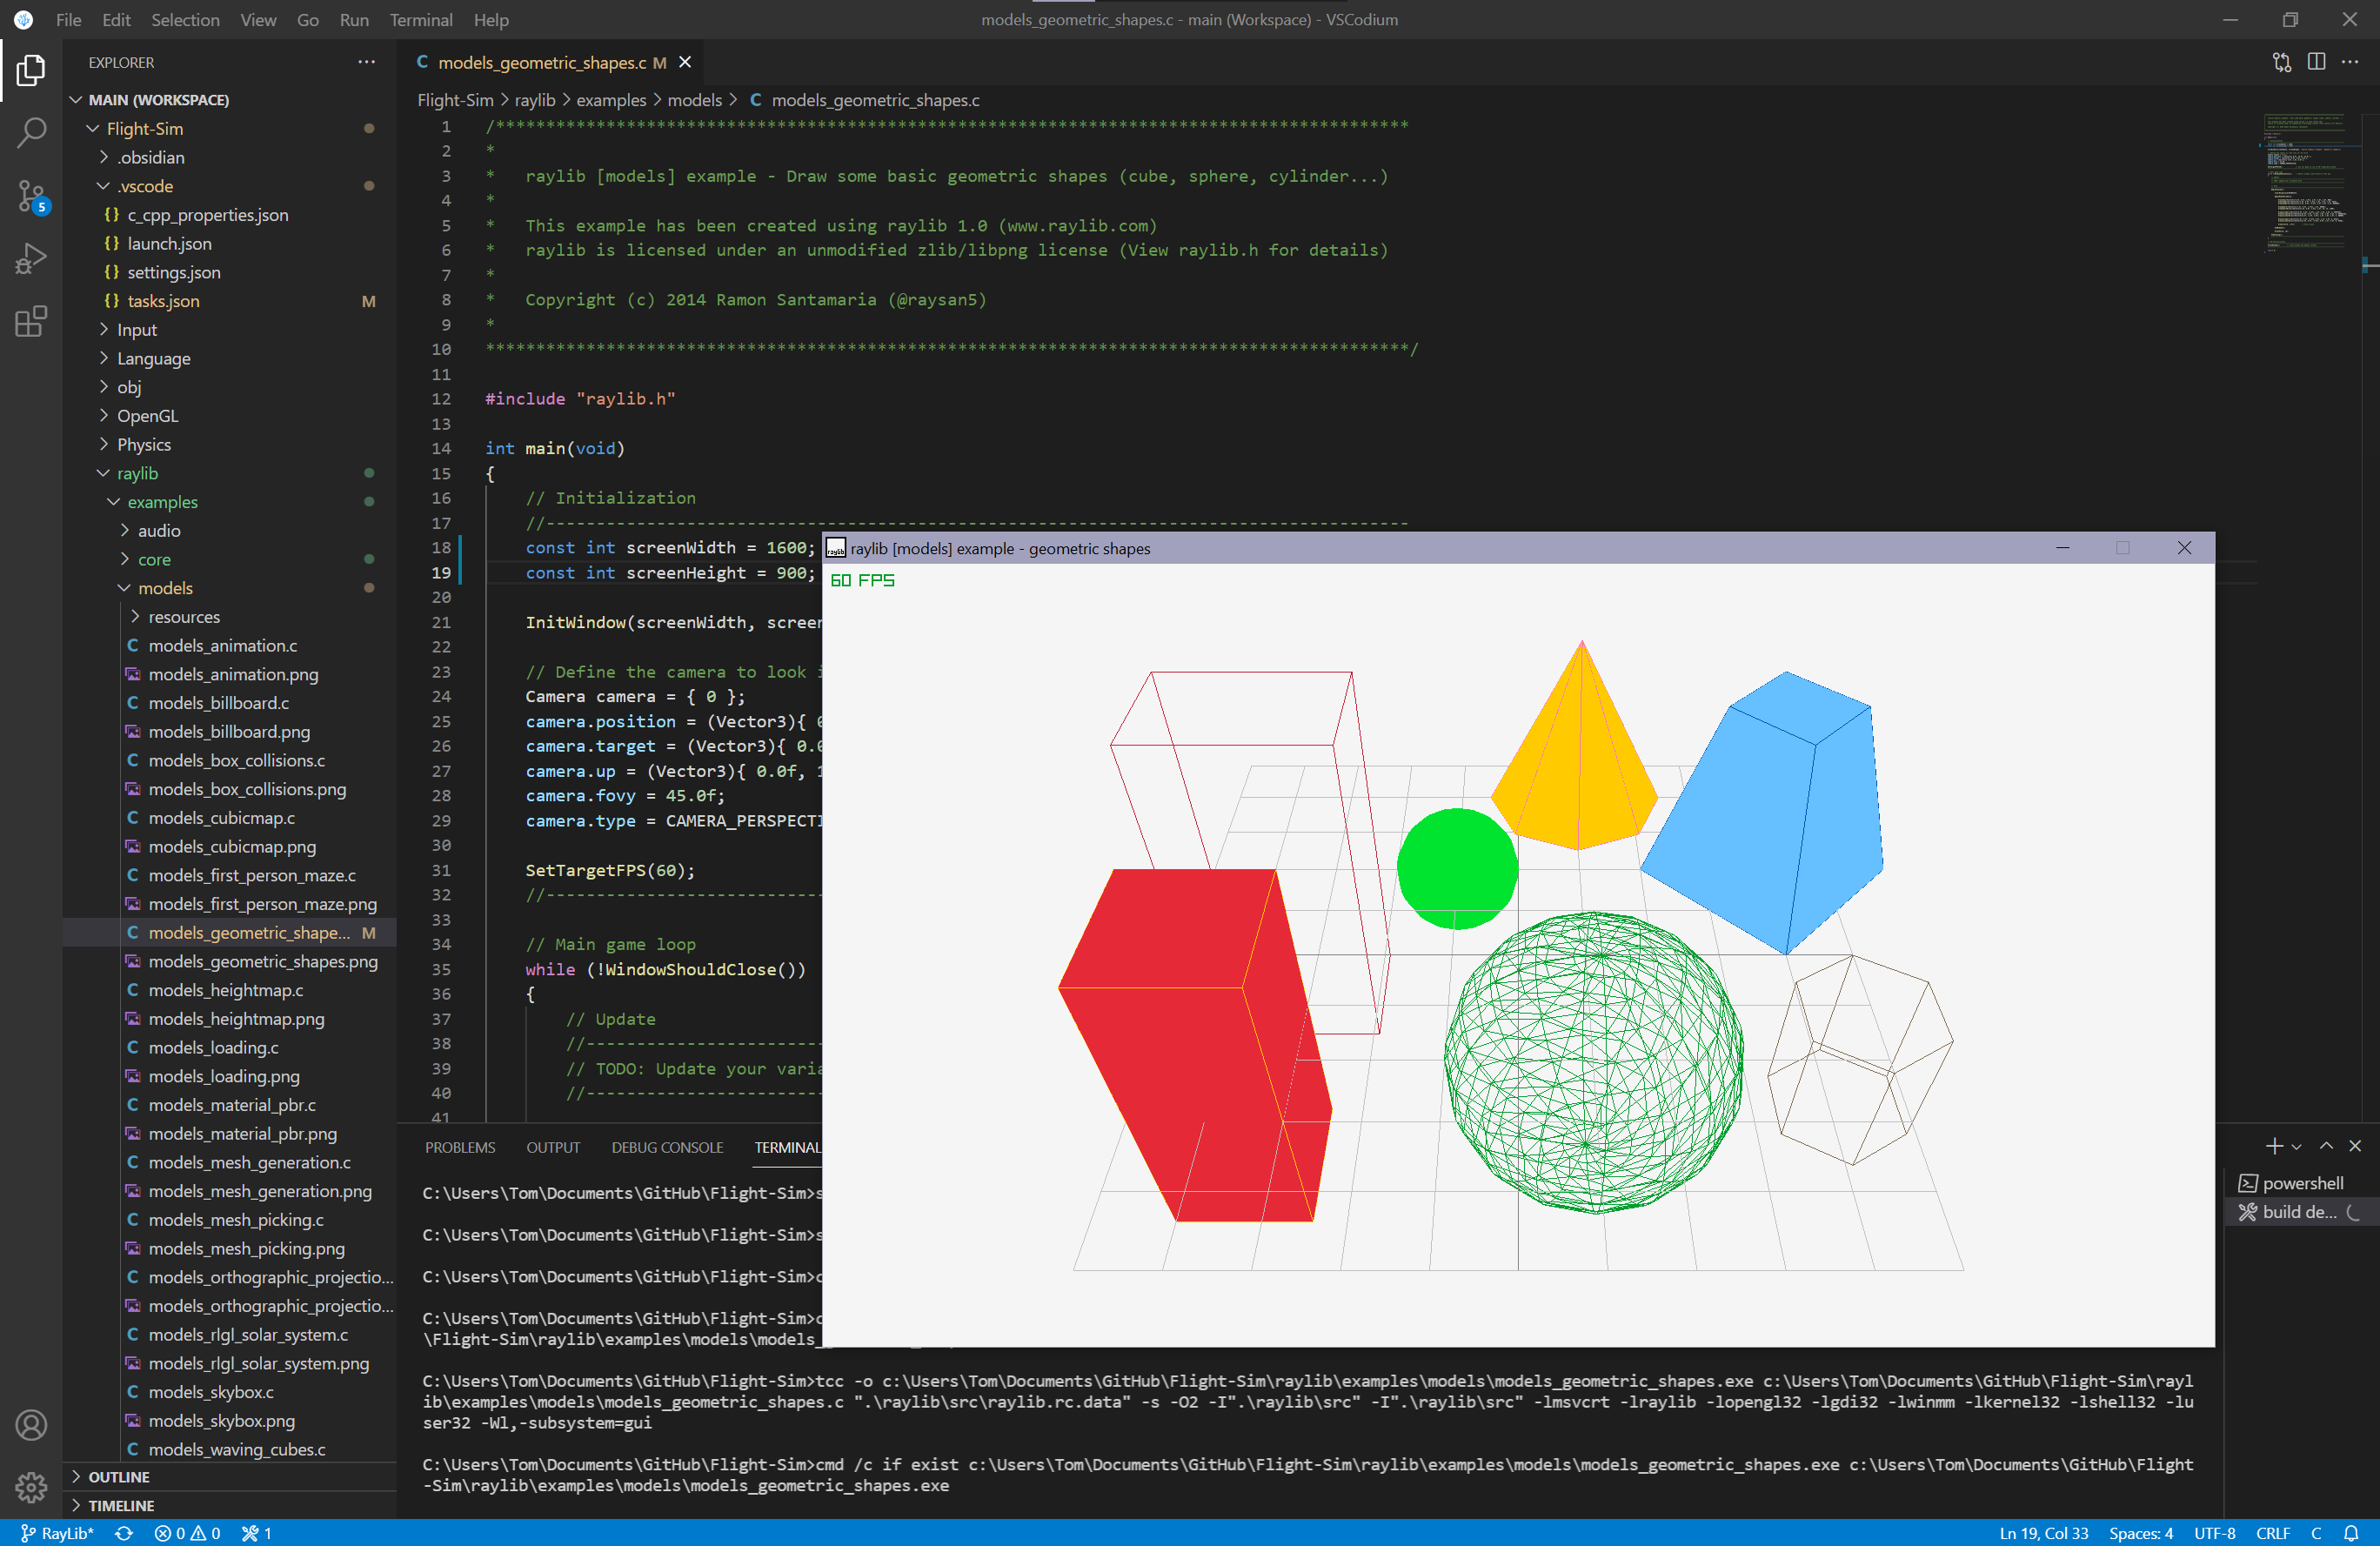 File Edit Selection View Go Run Terminal Help
models_geometric_shapes.c - main (Workspace) - VSCodium
EXPLORER
MAIN (WORKSPACE)
Flight-Sim
.obsidian
.vscode
{} c_cpp_properties.json
{} launch.json
{} settings.json
{} tasks.json M
Input
Language
obj
OpenGL
Physics
raylib
examples
audio
core
models
resources
C models_animation.c
models_animation.png
C models_billboard.c
models_billboard.png
C models_box_collisions.c
models_box_collisions.png
C models_cubicmap.c
models_cubicmap.png
C models_first_person_maze.c
models_first_person_maze.png
C models_geometric_shape... M
models_geometric_shapes.png
C models_heightmap.c
models_heightmap.png
C models_loading.c
models_loading.png
C models_material_pbr.c
models_material_pbr.png
C models_mesh_generation.c
models_mesh_generation.png
C models_mesh_picking.c
models_mesh_picking.png
C models_orthographic_projectio...
models_orthographic_projectio...
C models_rlgl_solar_system.c
models_rlgl_solar_system.png
C models_skybox.c
models_skybox.png
C models_waving_cubes.c
OUTLINE
TIMELINE
5
C models_geometric_shapes.c M
Flight-Sim > raylib > examples > models > C models_geometric_shapes.c
1 /*******************************************************************************************
2 *
3 *   raylib [models] example - Draw some basic geometric shapes (cube, sphere, cylinder...)
4 *
5 *   This example has been created using raylib 1.0 (www.raylib.com)
6 *   raylib is licensed under an unmodified zlib/libpng license (View raylib.h for details)
7 *
8 *   Copyright (c) 2014 Ramon Santamaria (@raysan5)
9 *
10 ********************************************************************************************/
11
12 #include "raylib.h"
13
14 int main(void)
15 {
16     // Initialization
17     //--------------------------------------------------------------------------------------
18     const int screenWidth = 1600;
19     const int screenHeight = 900;
20
21     InitWindow(screenWidth, screen
22
23     // Define the camera to look i
24     Camera camera = { 0 };
25     camera.position = (Vector3){ 0
26     camera.target = (Vector3){ 0.0
27     camera.up = (Vector3){ 0.0f, 1
28     camera.fovy = 45.0f;
29     camera.type = CAMERA_PERSPECTI
30
31     SetTargetFPS(60);
32     //----------------------------
33
34     // Main game loop
35     while (!WindowShouldClose())
36     {
37         // Update
38         //------------------------
39         // TODO: Update your varia
40         //------------------------
41
raylib raylib [models] example - geometric shapes
60 FPS
PROBLEMS OUTPUT DEBUG CONSOLE TERMINAL
C:\Users\Tom\Documents\GitHub\Flight-Sim>s
C:\Users\Tom\Documents\GitHub\Flight-Sim>s
C:\Users\Tom\Documents\GitHub\Flight-Sim>c
C:\Users\Tom\Documents\GitHub\Flight-Sim>c
\Flight-Sim\raylib\examples\models\models_
C:\Users\Tom\Documents\GitHub\Flight-Sim>tcc -o c:\Users\Tom\Documents\GitHub\Flight-Sim\raylib\examples\models\models_geometric_shapes.exe c:\Users\Tom\Documents\GitHub\Flight-Sim\rayl
ib\examples\models\models_geometric_shapes.c ".\raylib\src\raylib.rc.data" -s -O2 -I".\raylib\src" -I".\raylib\src" -lmsvcrt -lraylib -lopengl32 -lgdi32 -lwinmm -lkernel32 -lshell32 -lu
ser32 -Wl,-subsystem=gui
C:\Users\Tom\Documents\GitHub\Flight-Sim>cmd /c if exist c:\Users\Tom\Documents\GitHub\Flight-Sim\raylib\examples\models\models_geometric_shapes.exe c:\Users\Tom\Documents\GitHub\Flight
-Sim\raylib\examples\models\models_geometric_shapes.exe
powershell
build de...
RayLib* 0 0 1
Ln 19, Col 33 Spaces: 4 UTF-8 CRLF C